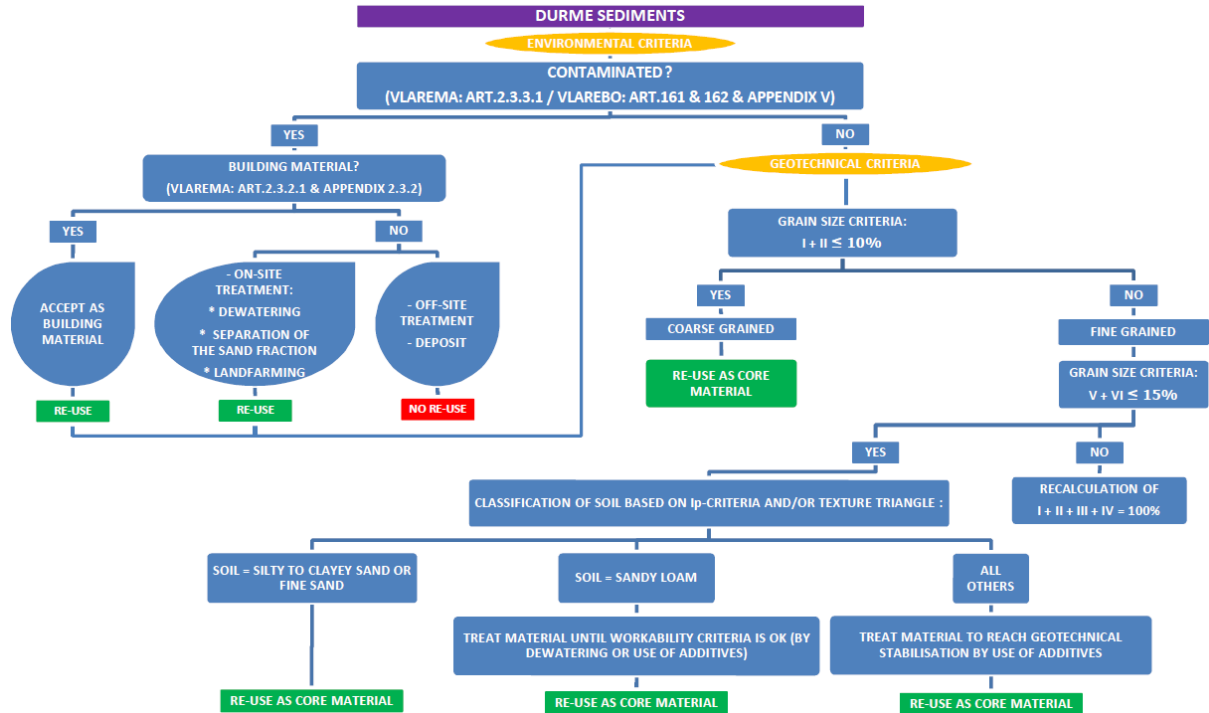 DURME SEDIMENTS
ENVIRONMENTAL CRITERIA
CONTAMINATED ?
(VLAREMA: ART.2.3.3.1 / VLAREBO: ART.161 & 162 & APPENDIX V)
YES
NO
BUILDING MATERIAL?
(VLAREMA: ART.2.3.2.1 & APPENDIX 2.3.2)
GEOTECHNICAL CRITERIA
YES
NO
GRAIN SIZE CRITERIA:
I + II ≤ 10%
ACCEPT AS
BUILDING
MATERIAL
- ON-SITE
TREATMENT:
* DEWATERING
* SEPARATION OF
THE SAND FRACTION
* LANDFARMING
- OFF-SITE
TREATMENT
- DEPOSIT
YES
NO
COARSE GRAINED
FINE GRAINED
RE-USE AS CORE
MATERIAL
GRAIN SIZE CRITERIA:
V + VI ≤ 15%
RE-USE
RE-USE
NO RE-USE
YES
NO
CLASSIFICATION OF SOIL BASED ON Ip-CRITERIA AND/OR TEXTURE TRIANGLE :
RECALCULATION OF
I + II + III + IV = 100%
SOIL = SILTY TO CLAYEY SAND OR
FINE SAND
SOIL = SANDY LOAM
ALL
OTHERS
TREAT MATERIAL UNTIL WORKABILITY CRITERIA IS OK (BY
DEWATERING OR USE OF ADDITIVES)
TREAT MATERIAL TO REACH GEOTECHNICAL
STABILISATION BY USE OF ADDITIVES
RE-USE AS CORE MATERIAL
RE-USE AS CORE MATERIAL
RE-USE AS CORE MATERIAL